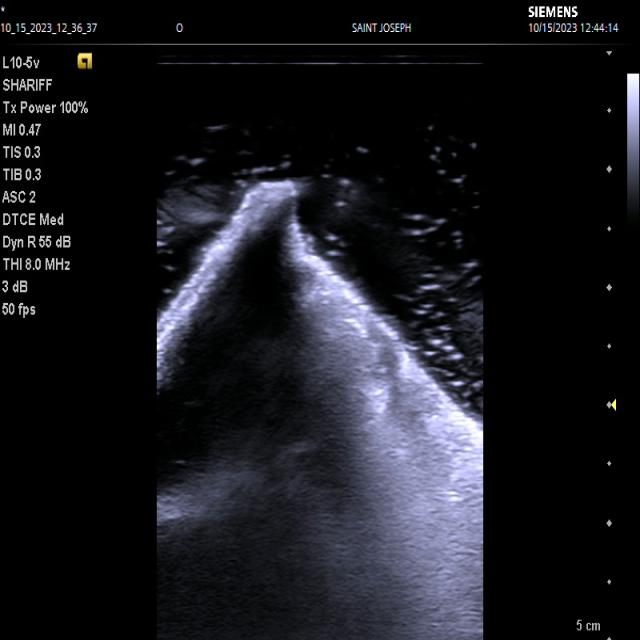 *
SIEMENS
10_15_2023_12_36_37 O SAINT JOSEPH 10/15/2023 12:44:14
L10-5v
SHARIFF
Tx Power 100%
MI 0.47
TIS 0.3
TIB 0.3
ASC 2
DTCE Med
Dyn R 55 dB
THI 8.0 MHz
3 dB
50 fps
5 cm